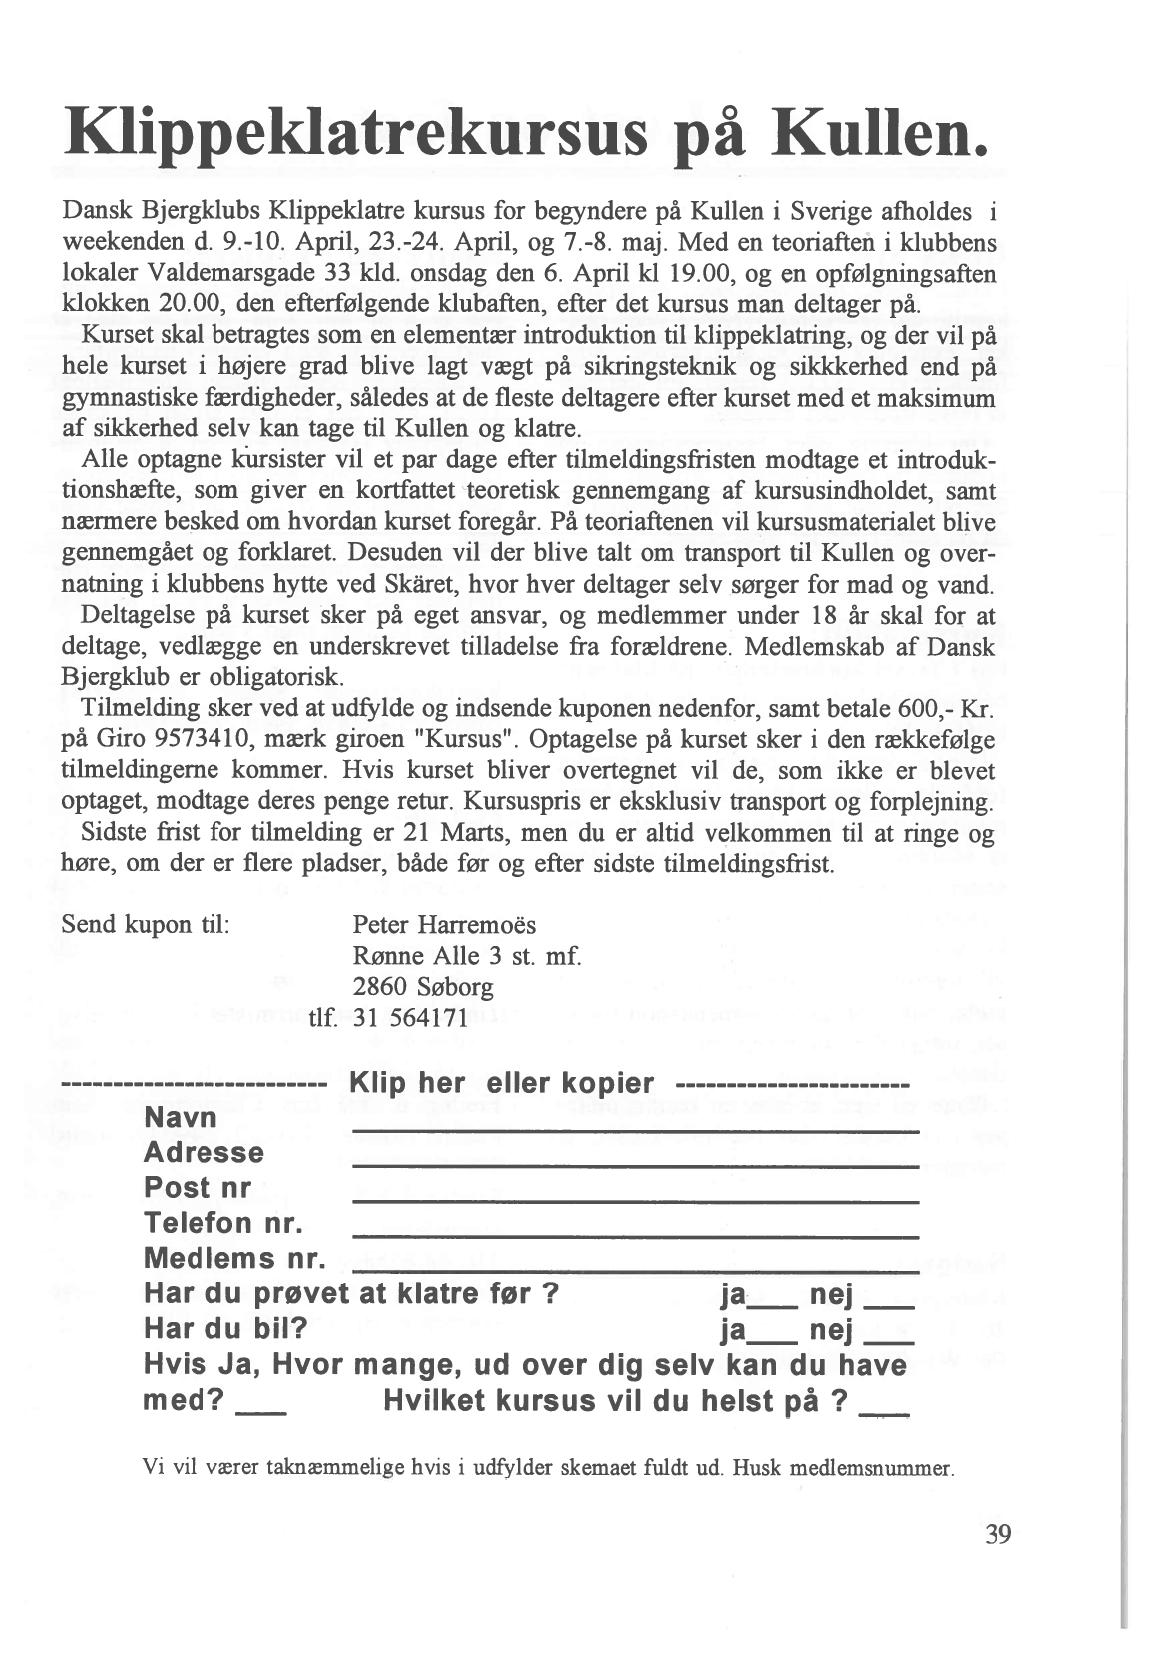 Klippeklatrekursus på Kullen.
Dansk Bjergklubs Klippeklatre kursus for begyndere på Kullen i Sverige afholdes i
weekenden d. 9.-10. April, 23.-24. April, og 7.-8. maj. Med en teoriaften i klubbens
lokaler Valdemarsgade 33 kld. onsdag den 6. April kl 19.00, og en opfølgningsaften
klokken 20.00, den efterfølgende klubaften, efter det kursus man deltager på.
Kurset skal betragtes som en elementær introduktion til klippeklatring, og der vil på
hele kurset i højere grad blive lagt vægt på sikringsteknik og sikkkerhed end på
gymnastiske færdigheder, således at de fleste deltagere efter kurset med et maksimum
af sikkerhed selv kan tage til Kullen og klatre.
Alle optagne kursister vil et par dage efter tilmeldingsfristen modtage et introduk-
tionshæfte, som giver en kortfattet teoretisk gennemgang af kursusindholdet, samt
nærmere besked om hvordan kurset foregår. På teoriaftenen vil kursusmaterialet blive
gennemgået og forklaret. Desuden vil der blive talt om transport til Kullen og over-
natning i klubbens hytte ved Skäret, hvor hver deltager selv sørger for mad og vand.
Deltagelse på kurset sker på eget ansvar, og medlemmer under 18 år skal for at
deltage, vedlægge en underskrevet tilladelse fra forældrene. Medlemskab af Dansk
Bjergklub er obligatorisk.
Tilmelding sker ved at udfylde og indsende kuponen nedenfor, samt betale 600,- Kr.
på Giro 9573410, mærk giroen "Kursus". Optagelse på kurset sker i den rækkefølge
tilmeldingerne kommer. Hvis kurset bliver overtegnet vil de, som ikke er blevet
optaget, modtage deres penge retur. Kursuspris er eksklusiv transport og forplejning.
Sidste frist for tilmelding er 21 Marts, men du er altid velkommen til at ringe og
høre, om der er flere pladser, både før og efter sidste tilmeldingsfrist.
Send kupon til: Peter Harremoës
Rønne Alle 3 st. mf.
2860 Søborg
tlf. 31 564171
-------------------------- Klip her eller kopier -----------------------
Navn ____
Adresse ____
Post nr ____
Telefon nr. ____
Medlems nr. ____
Har du prøvet at klatre før ? ja___ nej ___
Har du bil? ja___ nej ___
Hvis Ja, Hvor mange, ud over dig selv kan du have
med? ___ Hvilket kursus vil du helst på ? ___
Vi vil værer taknæmmelige hvis i udfylder skemaet fuldt ud. Husk medlemsnummer.
39